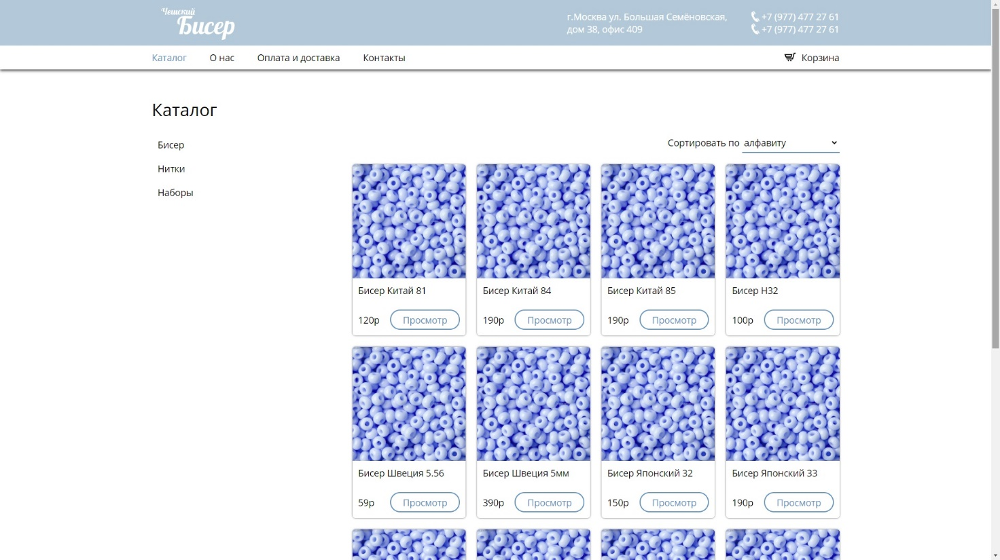 Чешский
Бисер
г.Москва ул. Большая Семёновская,
дом 38, офис 409
+7 (977) 477 27 61
+7 (977) 477 27 61
Каталог
О нас
Оплата и доставка
Контакты
Корзина
Каталог
Бисер
Нитки
Наборы
Сортировать по алфавиту
Бисер Китай 81
120р
Просмотр
Бисер Китай 84
190р
Просмотр
Бисер Китай 85
190р
Просмотр
Бисер Н32
100р
Просмотр
Бисер Швеция 5.56
59р
Просмотр
Бисер Швеция 5мм
390р
Просмотр
Бисер Японский 32
150р
Просмотр
Бисер Японский 33
190р
Просмотр